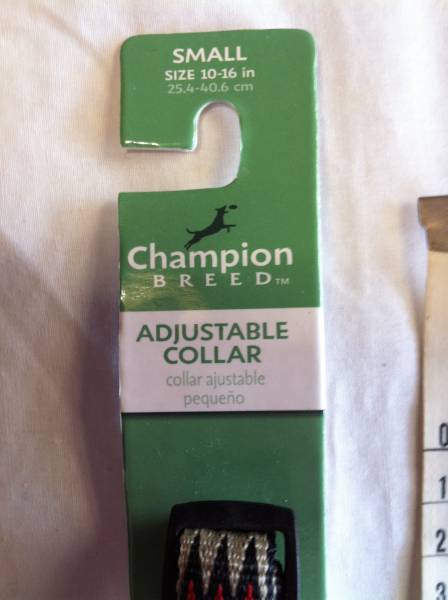 SMALL
SIZE 10-16 in
25.4-40.6 cm
Champion
BREED™
ADJUSTABLE
COLLAR
collar ajustable
pequeño
0
1
2
3